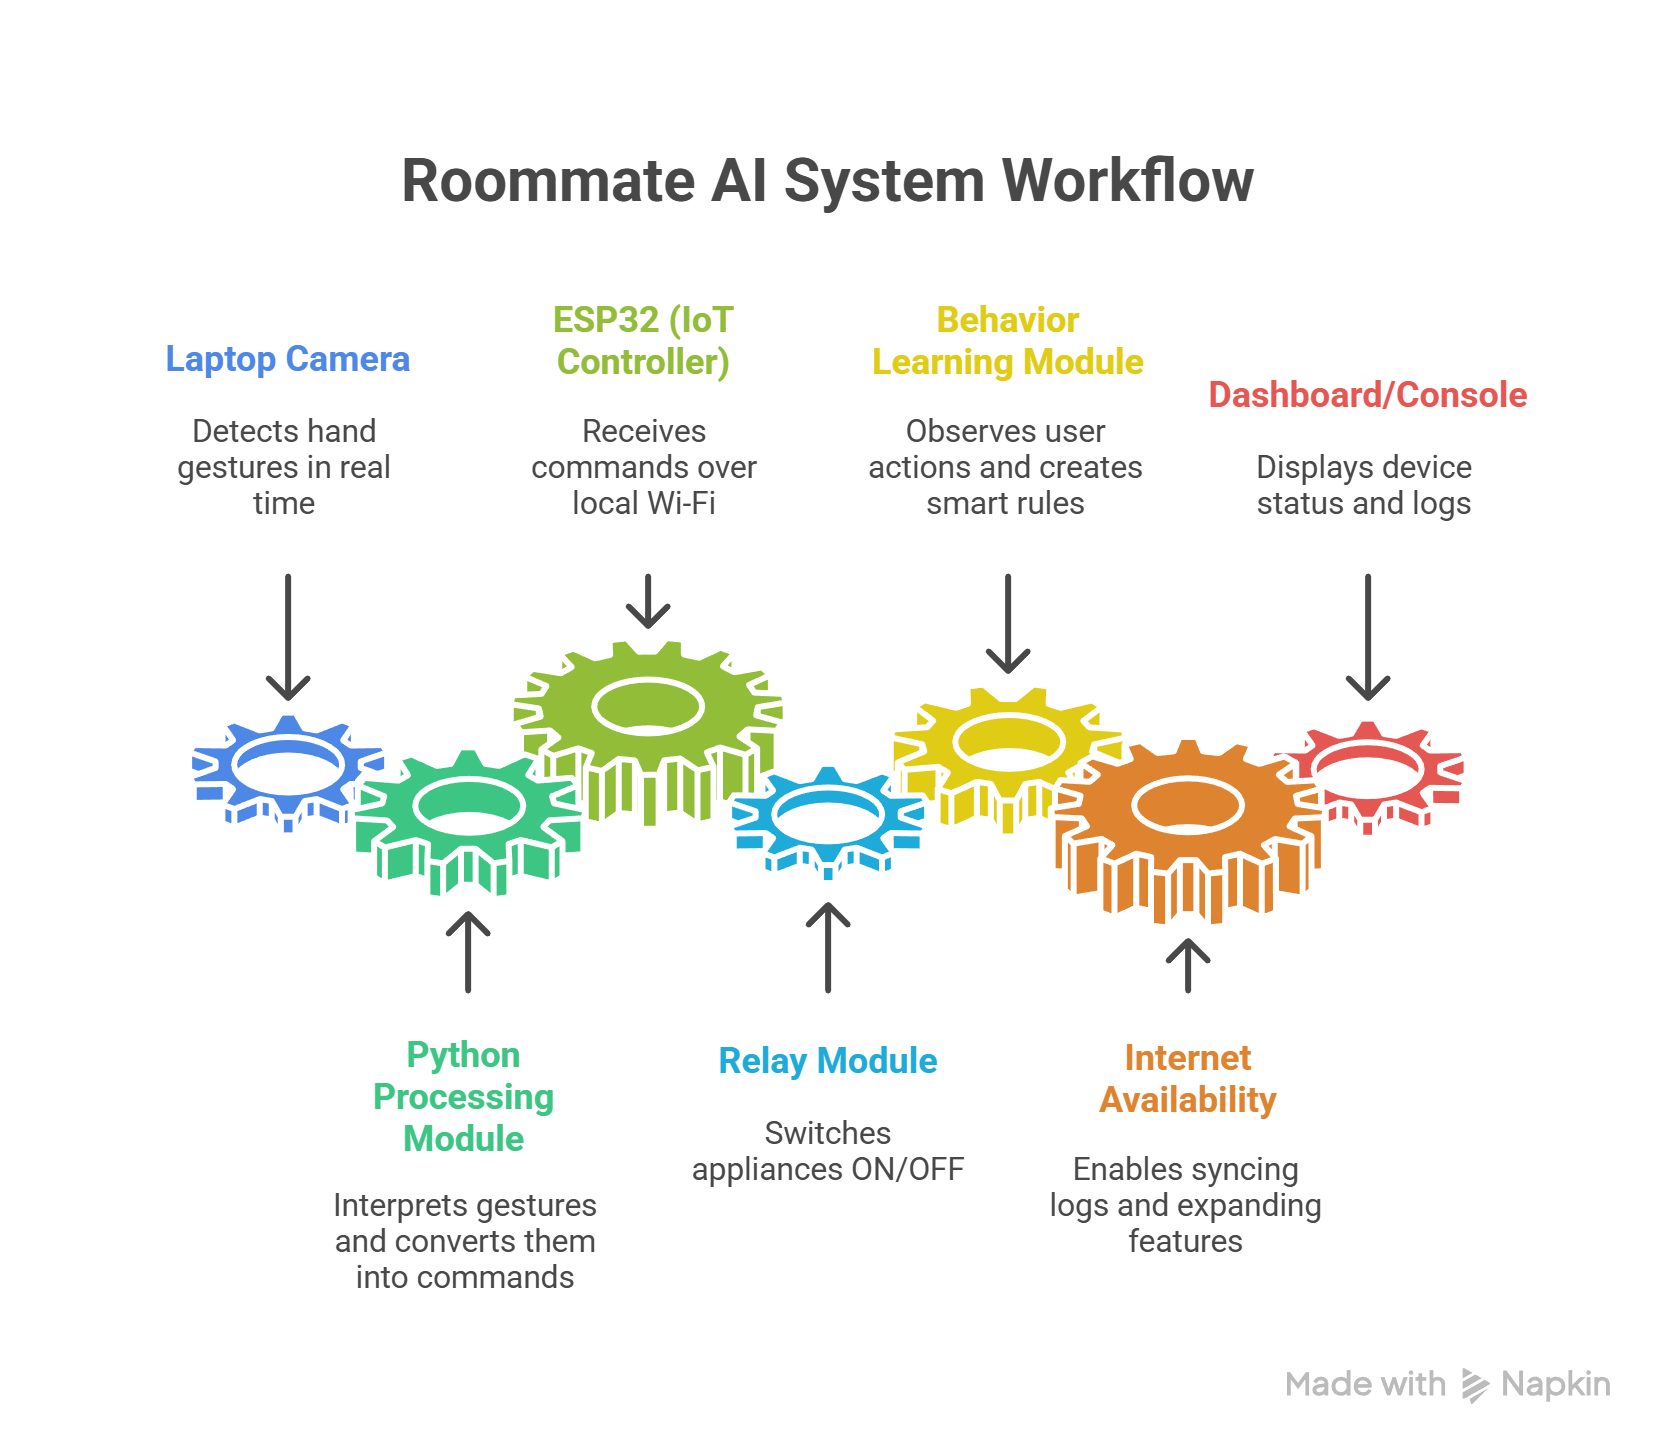 Roommate AI System Workflow
Laptop Camera
Detects hand
gestures in real
time
ESP32 (IoT
Controller)
Receives
commands over
local Wi-Fi
Behavior
Learning Module
Observes user
actions and creates
smart rules
Dashboard/Console
Displays device
status and logs
Python
Processing
Module
Interprets gestures
and converts them
into commands
Relay Module
Switches
appliances ON/OFF
Internet
Availability
Enables syncing
logs and expanding
features
Made with Napkin